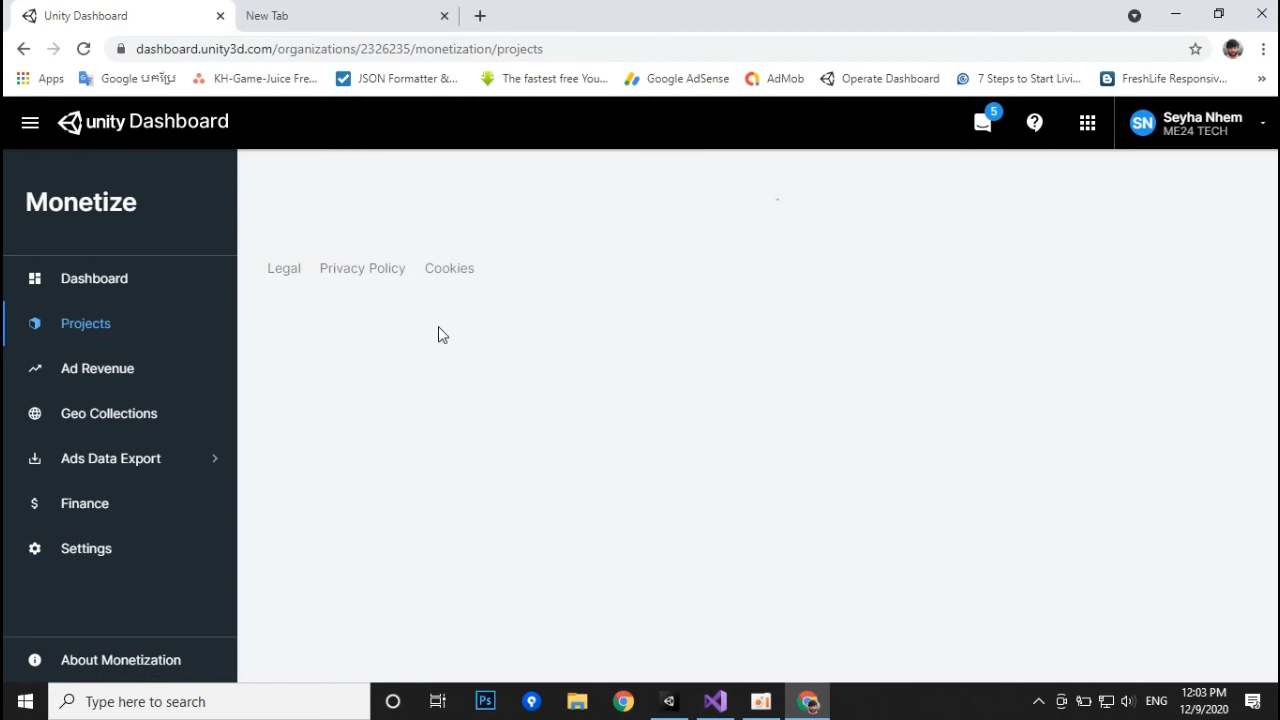 Unity Dashboard
New Tab
dashboard.unity3d.com/organizations/2326235/monetization/projects
Apps
Google
KH-Game-Juice Fre...
JSON Formatter &...
The fastest free You...
Google AdSense
AdMob
Operate Dashboard
7 Steps to Start Livi...
FreshLife Responsiv...
unity Dashboard
5
SN
Seyha Nhem
ME24 TECH
Monetize
Dashboard
Projects
Ad Revenue
Geo Collections
Ads Data Export
Finance
Settings
About Monetization
Legal
Privacy Policy
Cookies
Type here to search
Ps
ENG
12:03 PM
12/9/2020